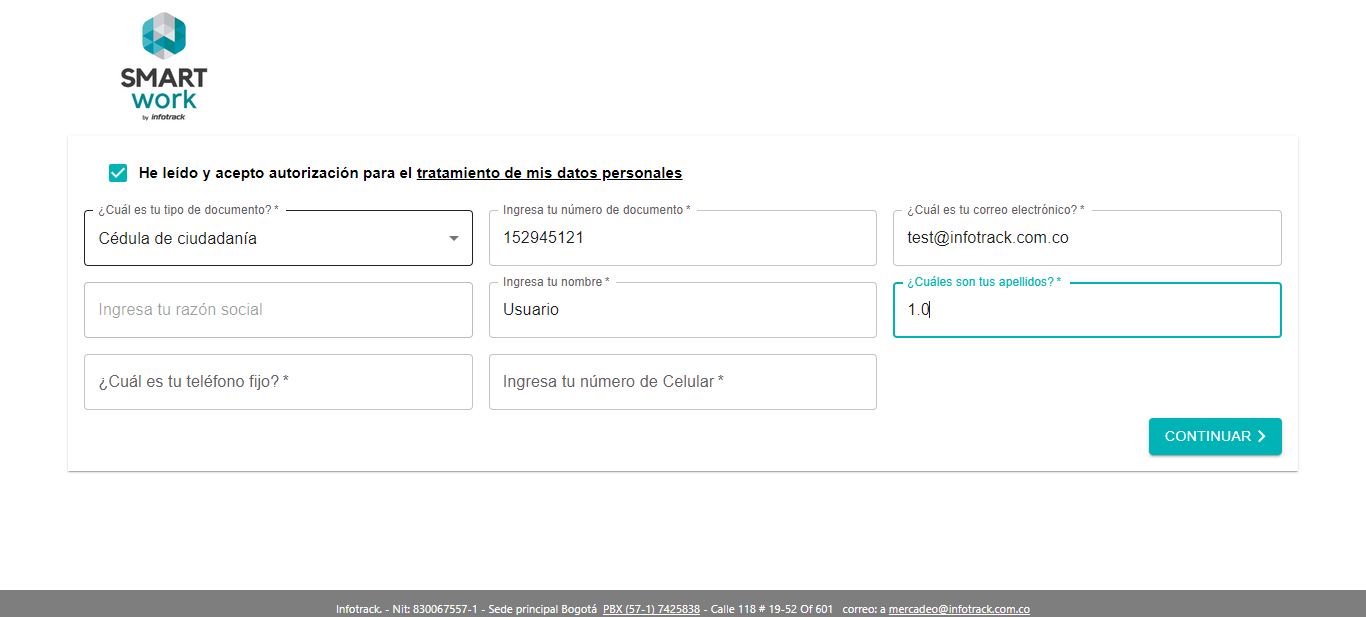 SMART
work
by infotrack
He leído y acepto autorización para el tratamiento de mis datos personales
¿Cuál es tu tipo de documento? *
Cédula de ciudadanía
Ingresa tu número de documento *
152945121
¿Cuál es tu correo electrónico? *
test@infotrack.com.co
Ingresa tu razón social
Ingresa tu nombre *
Usuario
¿Cuáles son tus apellidos? *
1.0
¿Cuál es tu teléfono fijo? *
Ingresa tu número de Celular *
CONTINUAR
Infotrack. - Nit: 830067557-1 - Sede principal Bogotá PBX (57-1) 7425838 - Calle 118 # 19-52 Of 601 correo: a mercadeo@infotrack.com.co